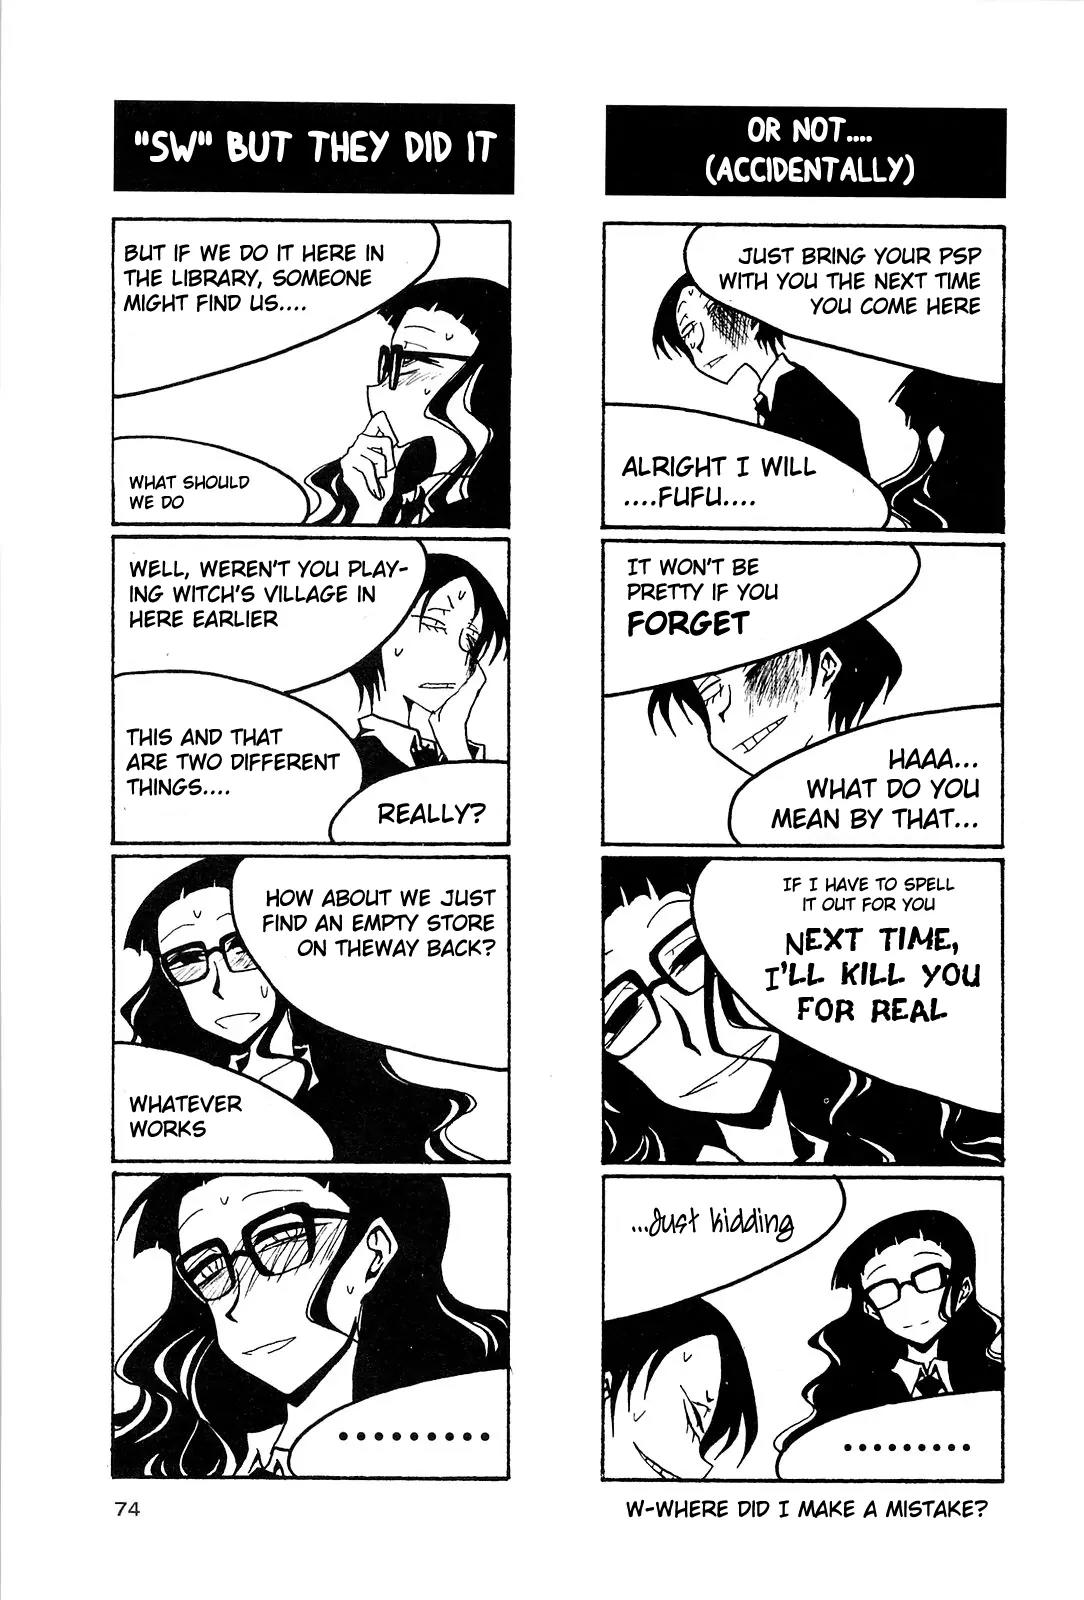 OR NOT....
(ACCIDENTALLY)
JUST BRING YOUR PSP
WITH YOU THE NEXT TIME
YOU COME HERE
ALRIGHT I WILL
....FUFU....
IT WON'T BE
PRETTY IF YOU
FORGET
HAAA...
WHAT DO YOU
MEAN BY THAT...
IF I HAVE TO SPELL
IT OUT FOR YOU
NEXT TIME,
I'LL KILL YOU
FOR REAL
...Just kidding
.........
W-WHERE DID I MAKE A MISTAKE?
"SW" BUT THEY DID IT
BUT IF WE DO IT HERE IN
THE LIBRARY, SOMEONE
MIGHT FIND US....
WHAT SHOULD
WE DO
WELL, WEREN'T YOU PLAY-
ING WITCH'S VILLAGE IN
HERE EARLIER
THIS AND THAT
ARE TWO DIFFERENT
THINGS....
REALLY?
HOW ABOUT WE JUST
FIND AN EMPTY STORE
ON THEWAY BACK?
WHATEVER
WORKS
.........
74